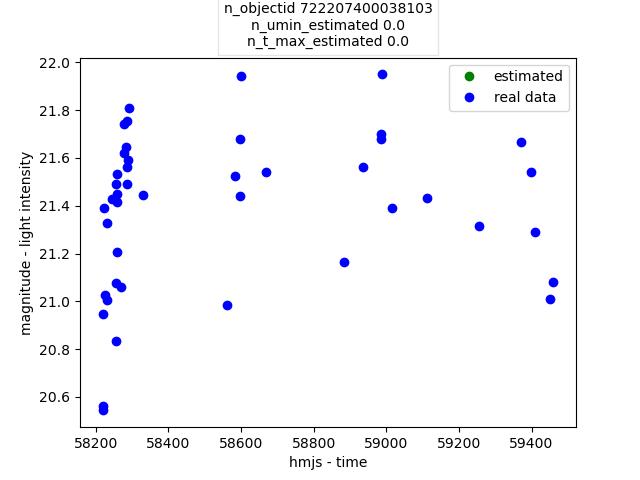 n_objectid 722207400038103
n_umin_estimated 0.0
n_t_max_estimated 0.0
estimated
real data
22.0
21.8
21.6
21.4
21.2
21.0
20.8
20.6
magnitude - light intensity
58200 58400 58600 58800 59000 59200 59400
hmjs - time